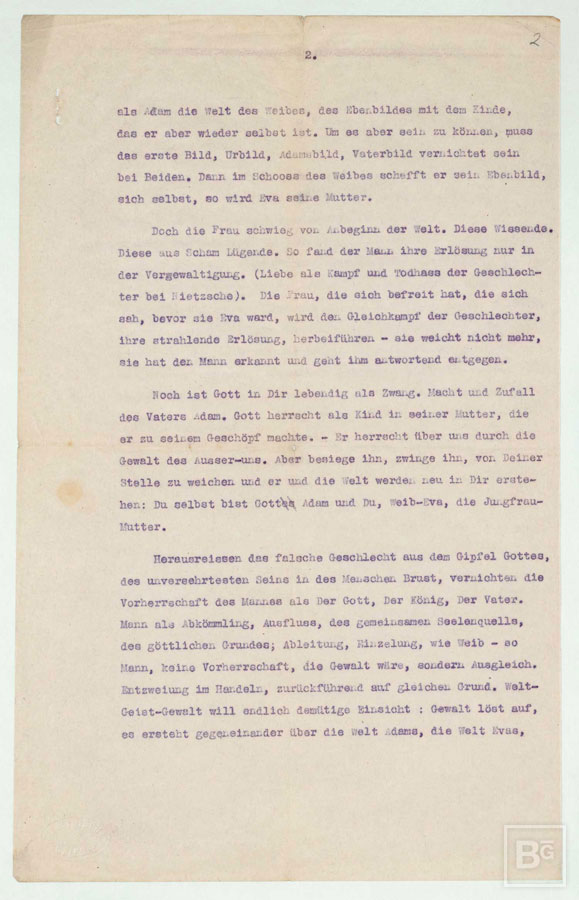 2
2.
als Adam die Welt des Weibes, des Ebenbildes mit dem Kinde,
das er aber wieder selbst ist. Um es aber sein zu können, muss
das erste Bild, Urbild, Adamsbild, Vaterbild vernichtet sein
bei Beiden. Dann im Schooss des Weibes schafft er sein Ebenbild,
sich selbst, so wird Eva seine Mutter.
Doch die Frau schwieg von Anbeginn der Welt. Diese Wissende.
Diese aus Scham Lügende. So fand der Mann ihre Erlösung nur in
der Vergewaltigung. (Liebe als Kampf und Todhass der Geschlech-
ter bei Nietzsche). Die Frau, die sich befreit hat, die sich
sah, bevor sie Eva ward, wird den Gleichkampf der Geschlechter,
ihre strahlende Erlösung, herbeiführen - sie weicht nicht mehr,
sie hat den Mann erkannt und geht ihm antwortend entgegen.
Noch ist Gott in Dir lebendig als Zwang. Macht und Zufall
des Vaters Adam. Gott herrscht als Kind in seiner Mutter, die
er zu seinem Geschöpf machte. - Er herrscht über uns durch die
Gewalt des Ausser-uns. Aber besiege ihn, zwinge ihn, von Deiner
Stelle zu weichen und er und die Welt werden neu in Dir erste-
hen: Du selbst bist Gott Adam und Du, Weib-Eva, die Jungfrau-
Mutter.
Herausreissen das falsche Geschlecht aus dem Gipfel Gottes,
des unversehrtesten Seins in des Menschen Brust, vernichten die
Vorherrschaft des Mannes als Der Gott, Der König, Der Vater.
Mann als Abkömmling, Ausfluss, des gemeinsamen Seelenquells,
des göttlichen Grundes; Ableitung, Einzelung, wie Weib - so
Mann, keine Vorherrschaft, die Gewalt wäre, sondern Ausgleich.
Entzweiung im Handeln, zurückführend auf gleichen Grund. Welt-
Geist-Gewalt will endlich demütige Einsicht : Gewalt löst auf,
es ersteht gegeneinander über die Welt Adams, die Welt Evas,
BG